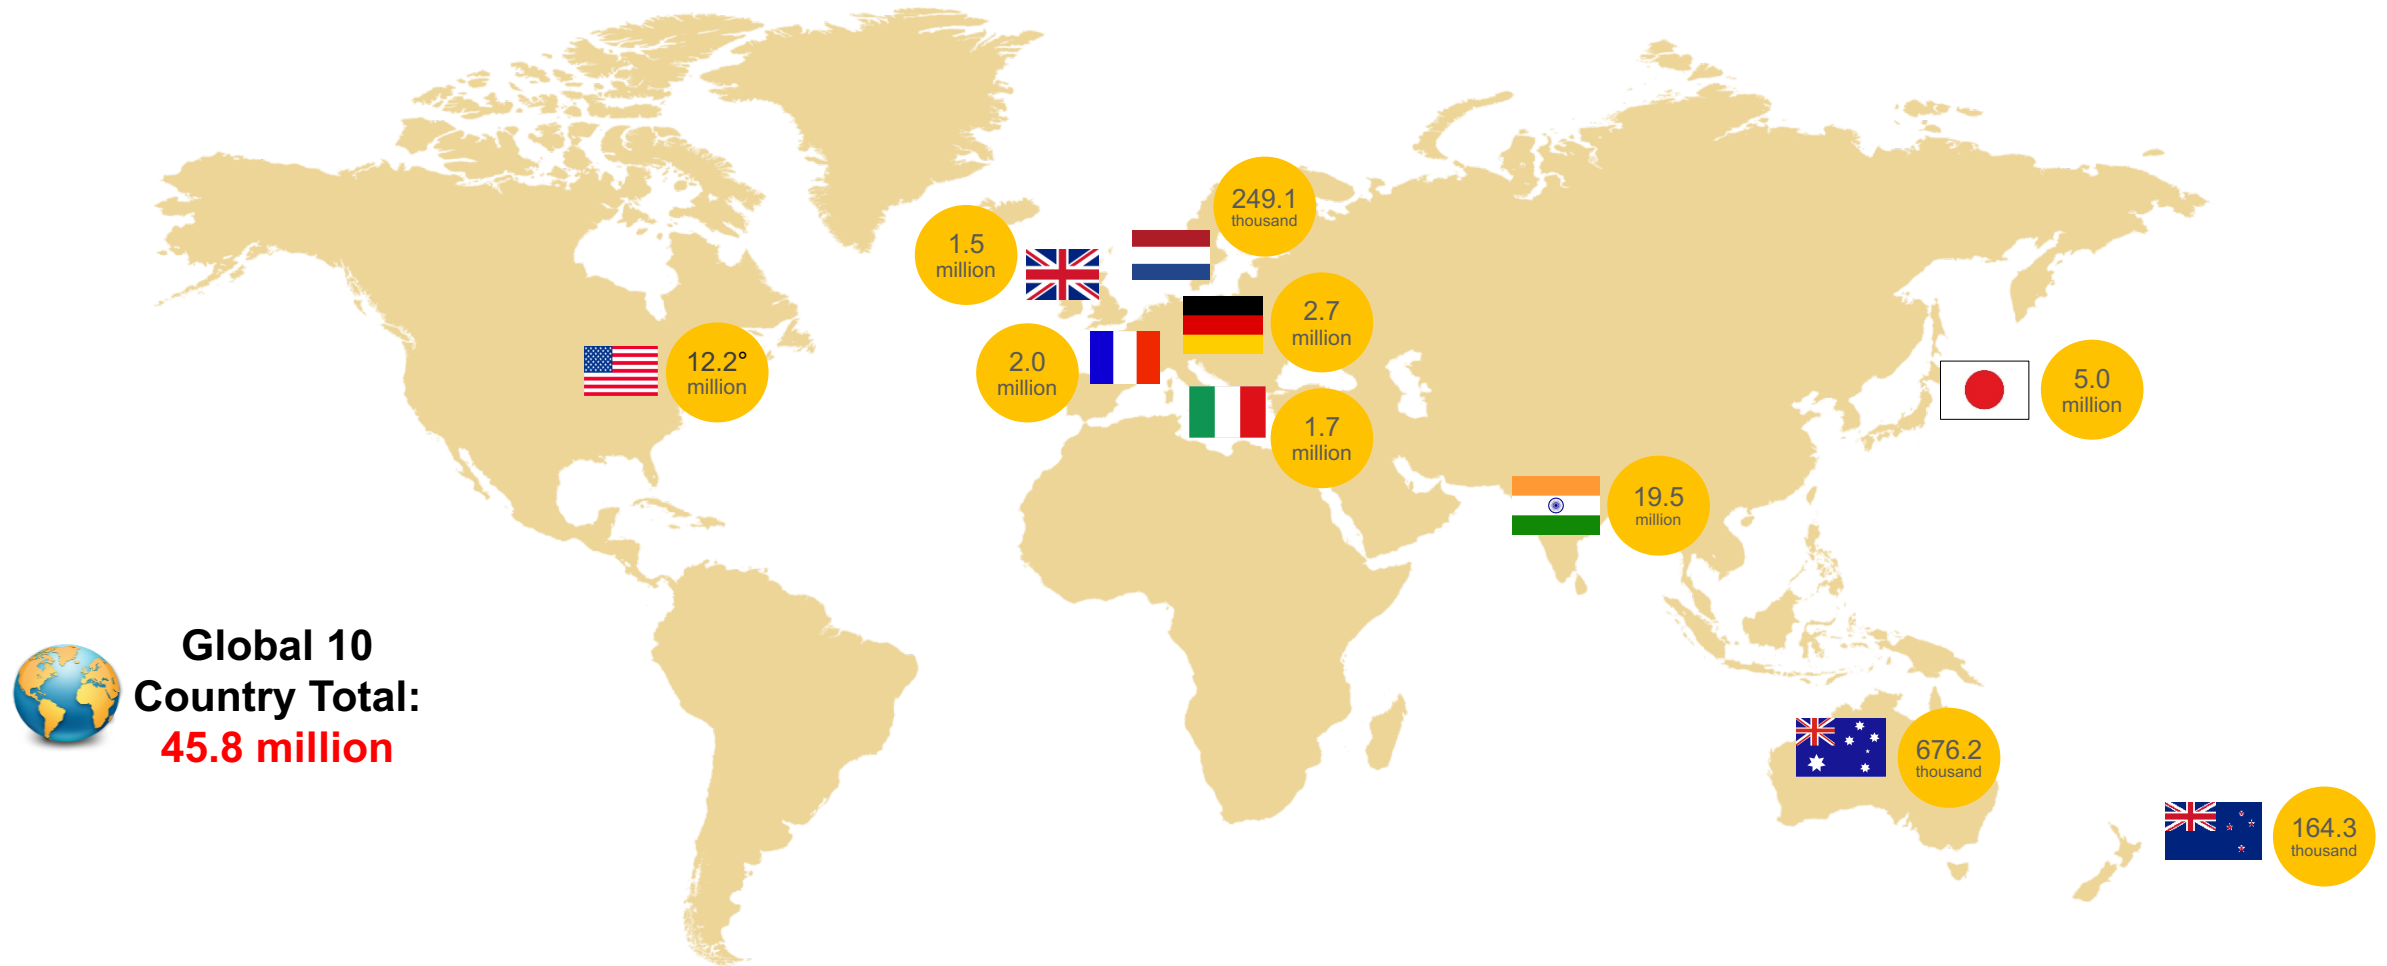 249.1
thousand
1.5
million
2.7
million
12.2°
million
2.0
million
5.0
million
1.7
million
19.5
million
Global 10
Country Total:
45.8 million
676.2
thousand
164.3
thousand